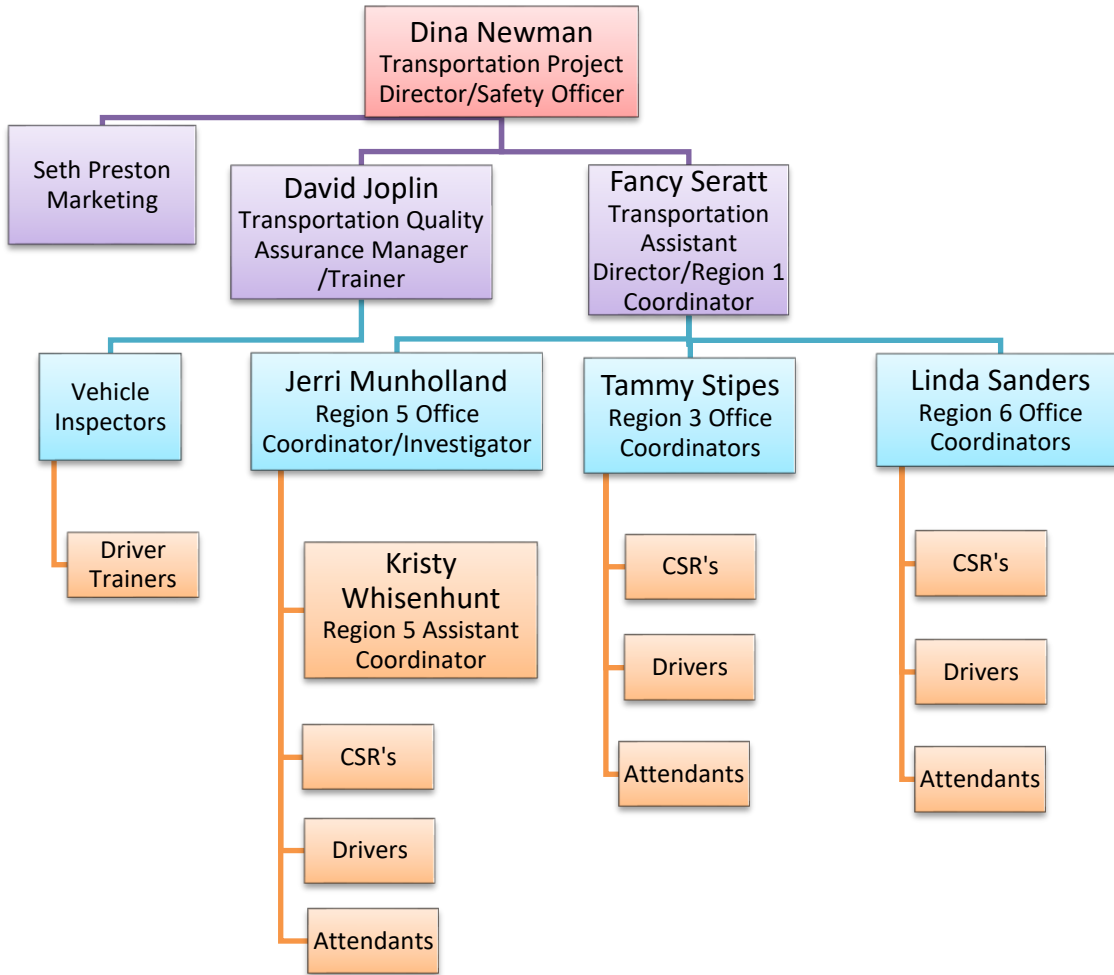 Dina Newman
Transportation Project
Director/Safety Officer
Seth Preston
Marketing
David Joplin
Transportation Quality
Assurance Manager
/Trainer
Fancy Seratt
Transportation
Assistant
Director/Region 1
Coordinator
Vehicle
Inspectors
Jerri Munholland
Region 5 Office
Coordinator/Investigator
Tammy Stipes
Region 3 Office
Coordinators
Linda Sanders
Region 6 Office
Coordinators
Driver
Trainers
Kristy
Whisenhunt
Region 5 Assistant
Coordinator
CSR's
Drivers
Attendants
CSR's
Drivers
Attendants
CSR's
Drivers
Attendants